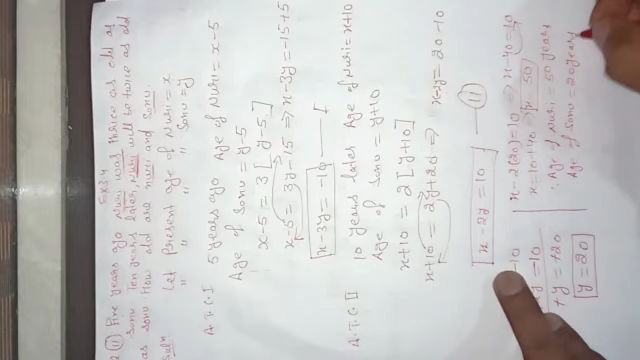 EX 3.4
2 (ii) Five years ago Nuri was thrice as old as
Sonu Ten years later, Nuri will be twice as old
as Sonu How old are nuri and Sonu.
Soln. Let present age of Nuri = x
" " " Sonu = y
A.T.C.I 5 years ago Age of Nuri = x-5
Age of Sonu = y-5
x-5 = 3[y-5]
x-5 = 3y-15 ⇒ x-3y = -15+5
x-3y = -10 — I
A.T.C II 10 years later Age of Nuri = x+10
Age of Sonu = y+10
x+10 = 2[y+10]
x+10 = 2y+20 ⇒ x-2y = 20-10
x-2y = 10 — (II)
-10
y = 10
+y = +20
y = 20
x-2(20) = 10 ⇒ x-40 = 10
x = 10+40 ⇒ x = 50
∴ Age of Nuri = 50 years
Age of Sonu = 20 years